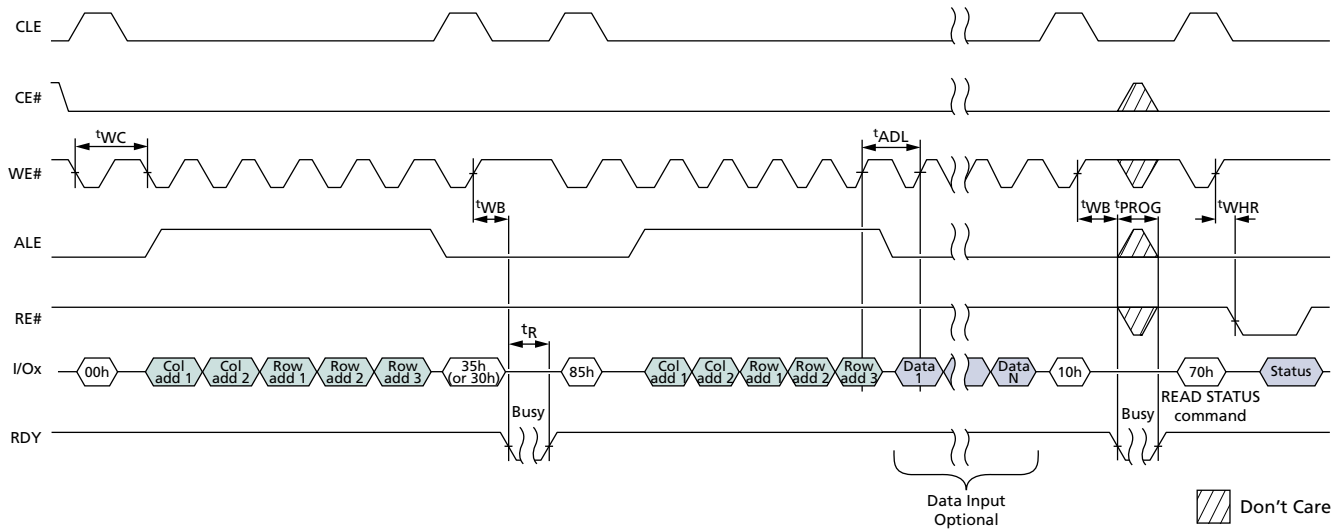 CLE
CE#
tWC
tADL
WE#
tWB
tWB
tPROG
tWHR
ALE
RE#
tR
I/Ox
00h
Col add 1
Col add 2
Row add 1
Row add 2
Row add 3
35h (or 30h)
85h
Col add 1
Col add 2
Row add 1
Row add 2
Row add 3
Data 1
Data N
10h
70h
Status
READ STATUS command
Busy
Busy
RDY
Data Input
Optional
Don't Care